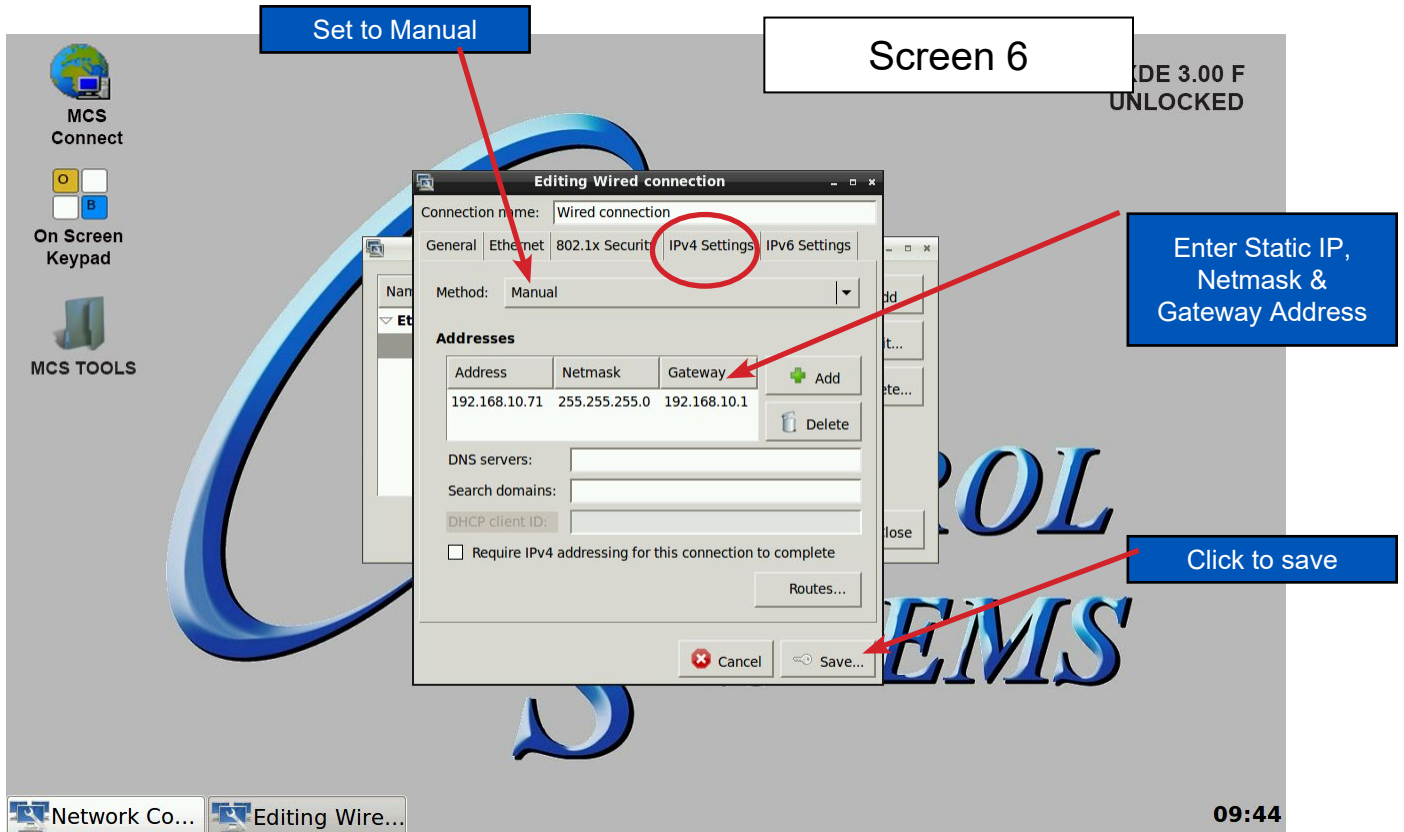 Set to Manual
Screen 6
KDE 3.00 F
UNLOCKED
MCS
Connect
On Screen
Keypad
MCS TOOLS
Editing Wired connection
Connection name: Wired connection
General Ethernet 802.1x Security IPv4 Settings IPv6 Settings
Method: Manual
Addresses
Address Netmask Gateway Add
192.168.10.71 255.255.255.0 192.168.10.1
Delete
DNS servers:
Search domains:
DHCP client ID:
Require IPv4 addressing for this connection to complete
Routes...
Cancel Save...
Enter Static IP,
Netmask &
Gateway Address
Click to save
Nam
Et
dd
it...
ete...
lose
O
B
ROL
S
EMS
Network Co... Editing Wire... 09:44